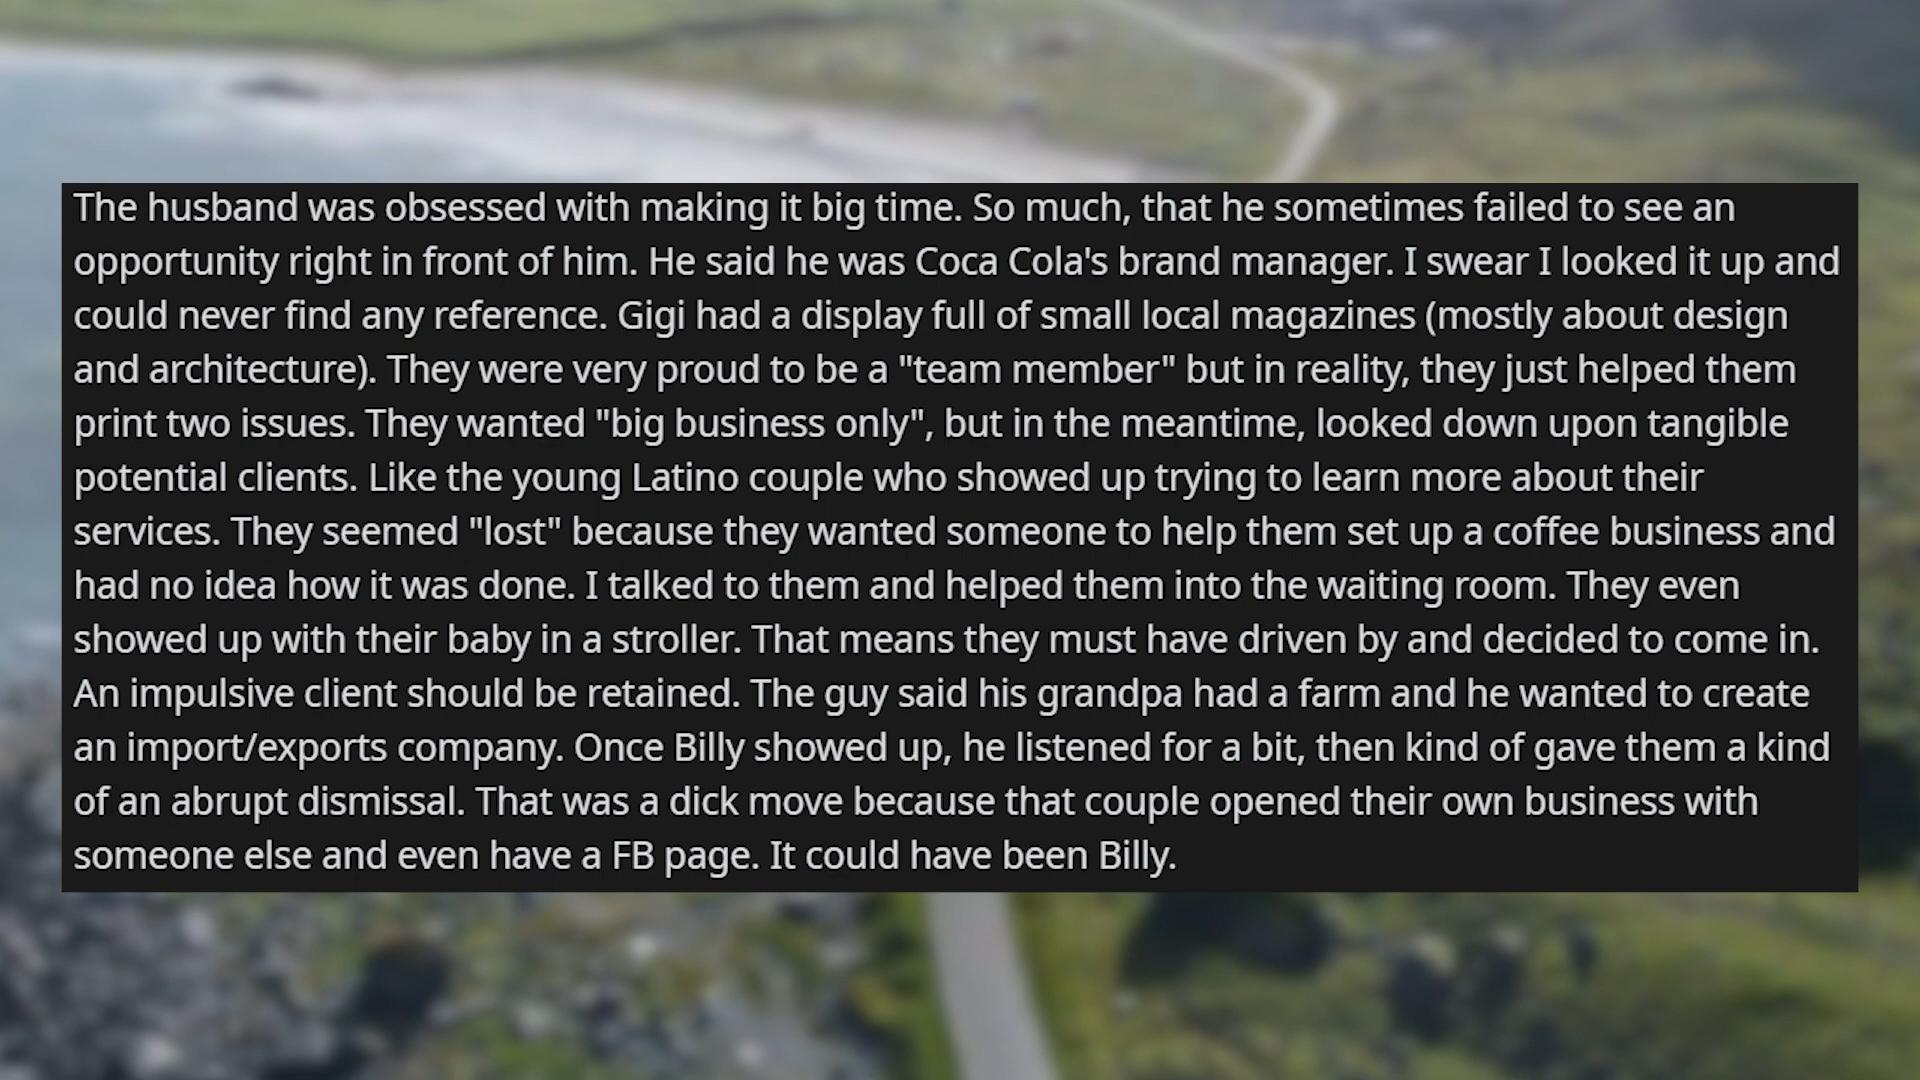 The husband was obsessed with making it big time. So much, that he sometimes failed to see an
opportunity right in front of him. He said he was Coca Cola's brand manager. I swear I looked it up and
could never find any reference. Gigi had a display full of small local magazines (mostly about design
and architecture). They were very proud to be a "team member" but in reality, they just helped them
print two issues. They wanted "big business only", but in the meantime, looked down upon tangible
potential clients. Like the young Latino couple who showed up trying to learn more about their
services. They seemed "lost" because they wanted someone to help them set up a coffee business and
had no idea how it was done. I talked to them and helped them into the waiting room. They even
showed up with their baby in a stroller. That means they must have driven by and decided to come in.
An impulsive client should be retained. The guy said his grandpa had a farm and he wanted to create
an import/exports company. Once Billy showed up, he listened for a bit, then kind of gave them a kind
of an abrupt dismissal. That was a dick move because that couple opened their own business with
someone else and even have a FB page. It could have been Billy.